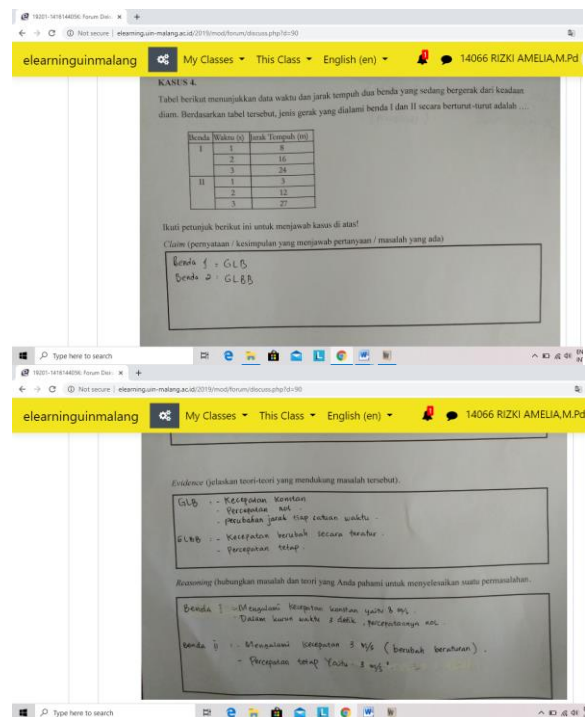 18201-1416144056: Forum Disku
Not secure | elearning.uin-malang.ac.id/2019/mod/forum/discuss.php?d=90
elearninguinmalang My Classes This Class English (en) 14066 RIZKI AMELIA,M.Pd
KASUS 4.
Tabel berikut menunjukkan data waktu dan jarak tempuh dua benda yang sedang bergerak dari keadaan
diam. Berdasarkan tabel tersebut, jenis gerak yang dialami benda I dan II secara berturut-turut adalah ....
Benda Waktu (s) Jarak Tempuh (m)
I 1 8
2 16
3 24
II 1 3
2 12
3 27
Ikuti petunjuk berikut ini untuk menjawab kasus di atas!
Claim (pernyataan / kesimpulan yang menjawab pertanyaan / masalah yang ada)
Benda 1 = GLB
Benda 2 = GLBB
Type here to search
Not secure | elearning.uin-malang.ac.id/2019/mod/forum/discuss.php?d=90
elearninguinmalang My Classes This Class English (en) 14066 RIZKI AMELIA,M.Pd
Evidence (jelaskan teori-teori yang mendukung masalah tersebut).
GLB : - Kecepatan Konstan
- Percepatan nol
- perubahan jarak tiap satuan waktu
GLBB : - Kecepatan berubah secara teratur
- Percepatan tetap
Reasoning (hubungkan masalah dan teori yang Anda pahami untuk menyelesaikan suatu permasalahan.
Benda Mengalami kecepatan konstan yaitu 8 m/s
Dalam kurun waktu detik, percepatannya nol
Benda ii : - Mengalami kecepatan 3 m/s (berubah beraturan).
- Percepatan tetap Yaitu
Type here to search